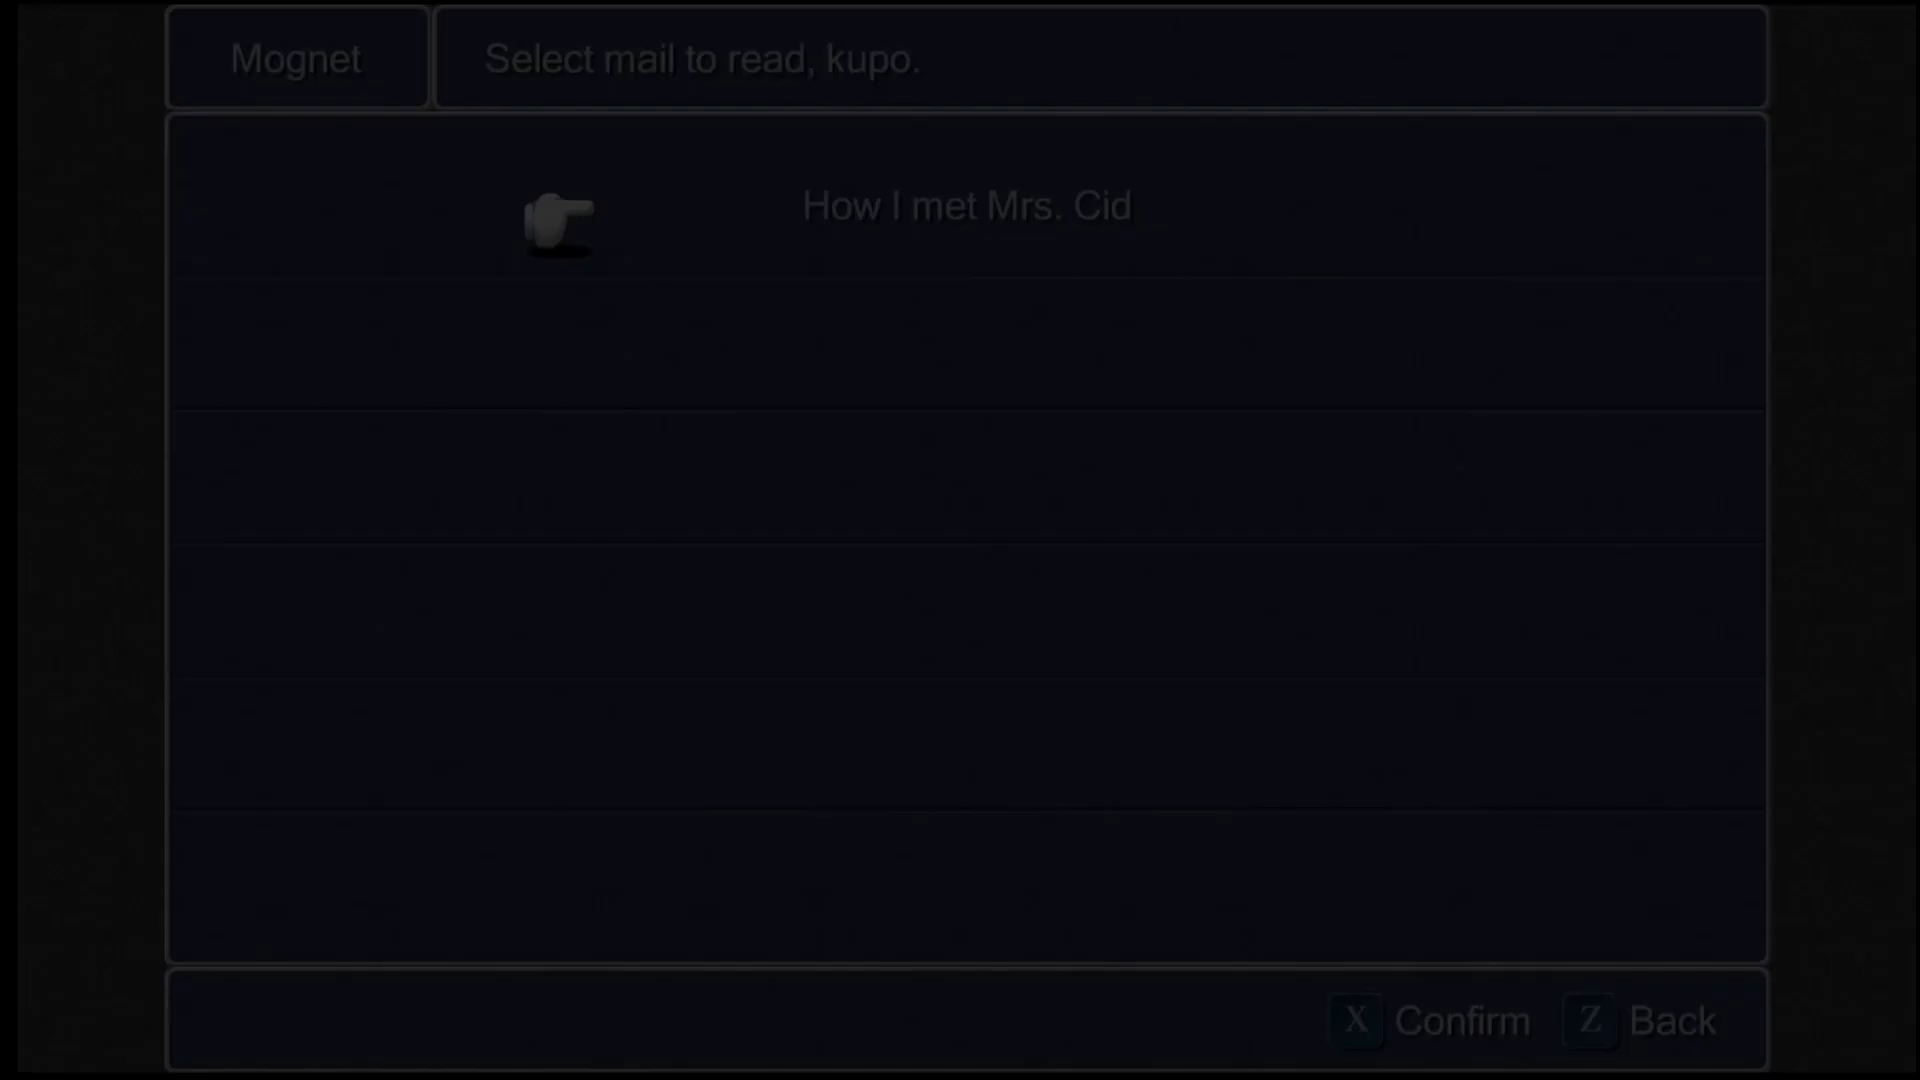 Mognet
Select mail to read, kupo.
How I met Mrs. Cid
X Confirm Z Back